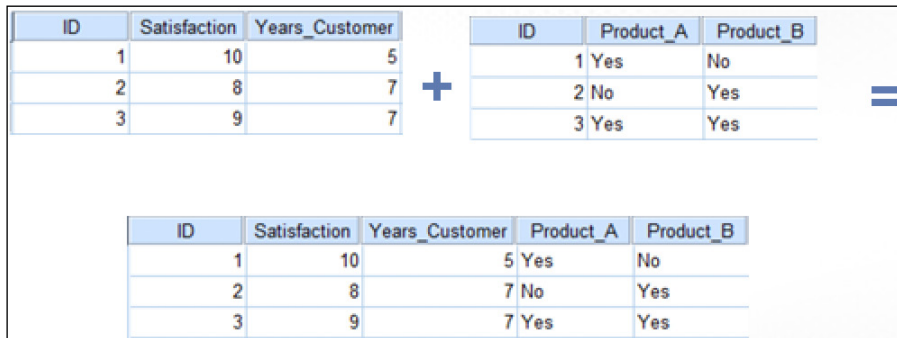 ID Satisfaction Years_Customer
1 10 5
2 8 7
3 9 7
+
ID Product_A Product_B
1 Yes No
2 No Yes
3 Yes Yes
=
ID Satisfaction Years_Customer Product_A Product_B
1 10 5 Yes No
2 8 7 No Yes
3 9 7 Yes Yes